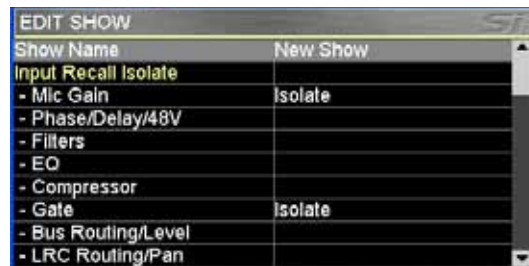 EDIT SHOW
Show Name New Show
Input Recall Isolate
- Mic Gain Isolate
- Phase/Delay/48V
- Filters
- EQ
- Compressor
- Gate Isolate
- Bus Routing/Level
- LRC Routing/Pan